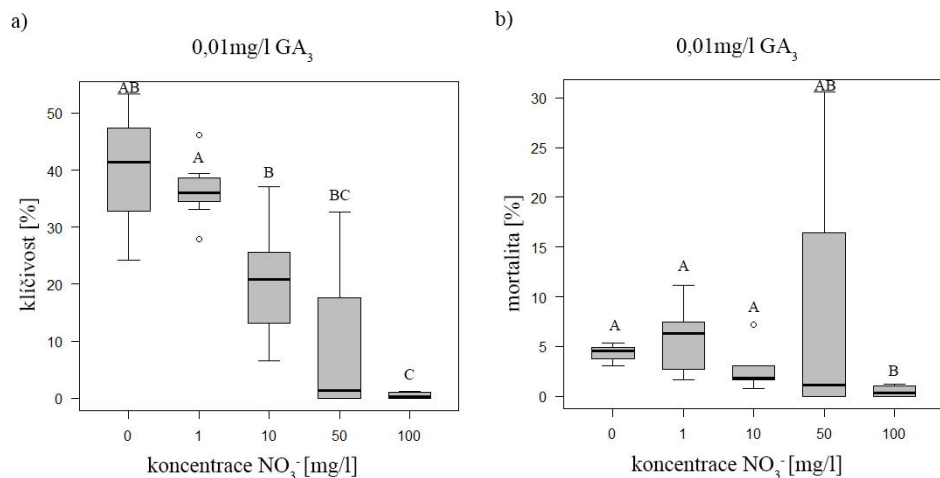 a)
0,01mg/l GA₃
klíčivost [%]
50
40
30
20
10
0
AB
A
B
BC
C
0 1 10 50 100
koncentrace NO₃⁻ [mg/l]
b)
0,01mg/l GA₃
mortalita [%]
30
25
20
15
10
5
0
A
A
A
AB
B
0 1 10 50 100
koncentrace NO₃⁻ [mg/l]